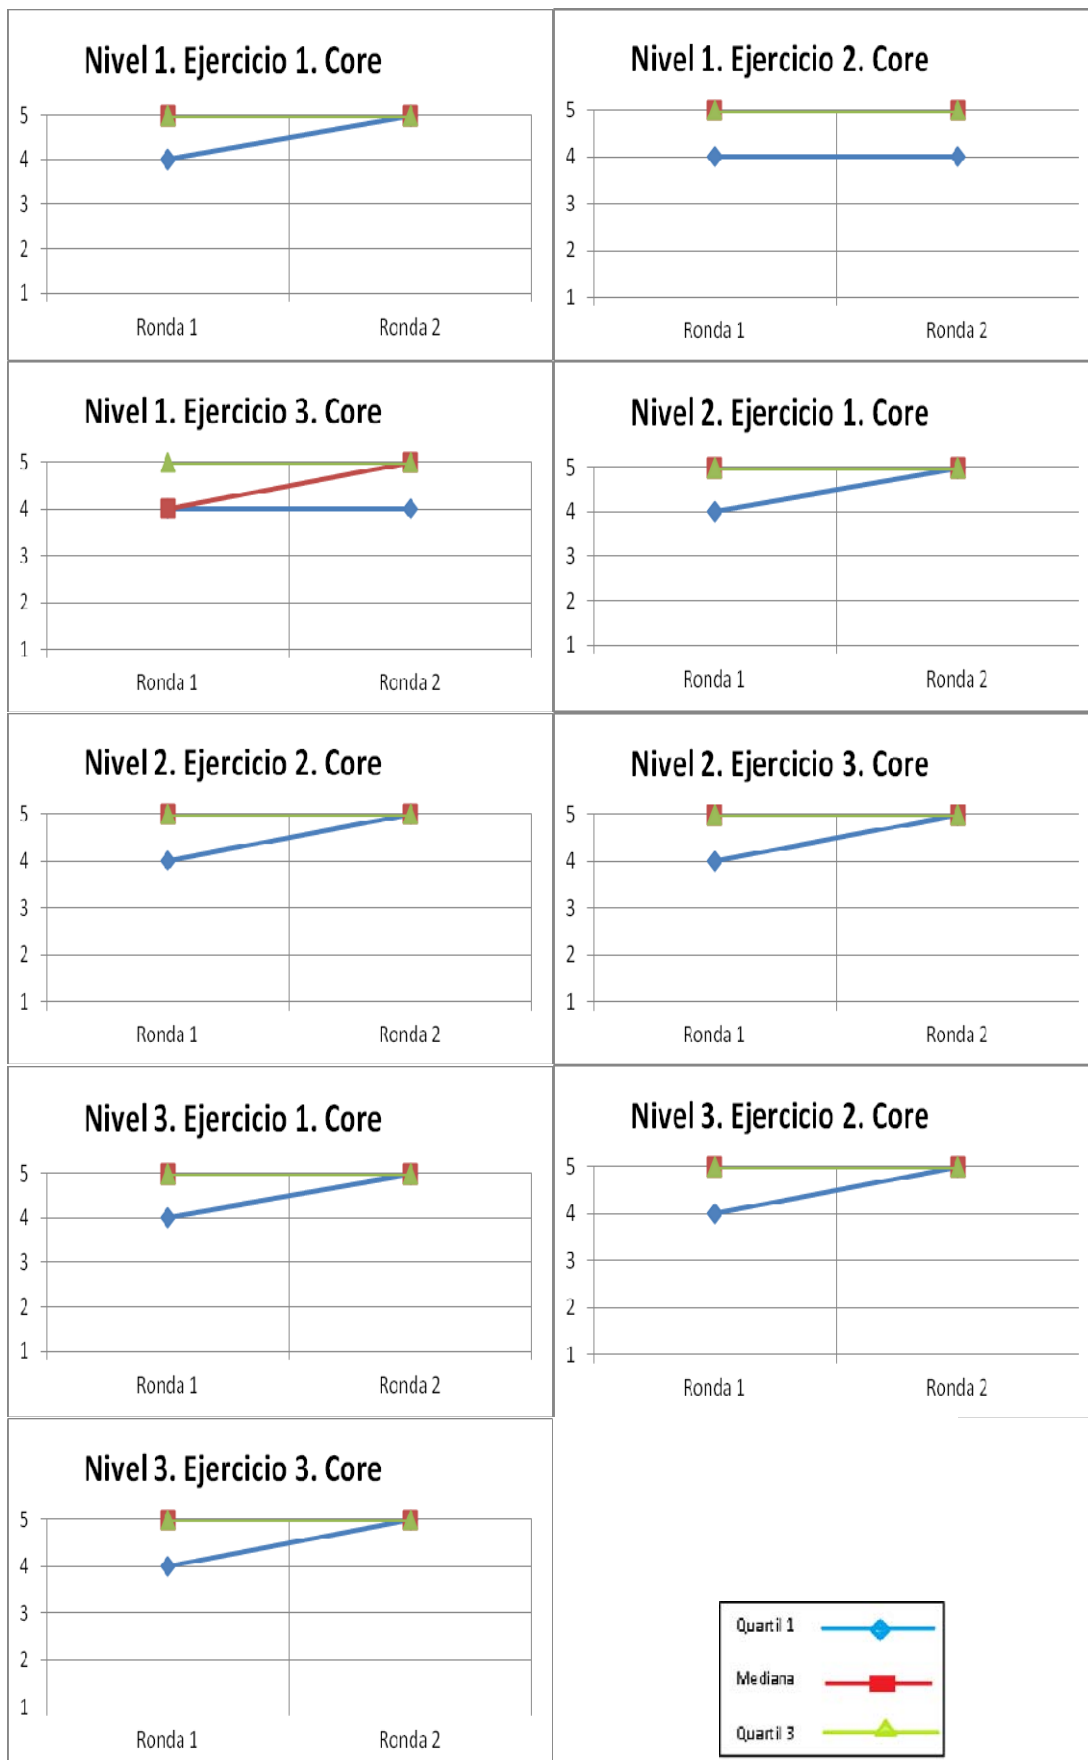 Nivel 1. Ejercicio 1. Core
5
4
3
2
1
Ronda 1 Ronda 2
Nivel 1. Ejercicio 2. Core
5
4
3
2
1
Ronda 1 Ronda 2
Nivel 1. Ejercicio 3. Core
5
4
3
2
1
Ronda 1 Ronda 2
Nivel 2. Ejercicio 1. Core
5
4
3
2
1
Ronda 1 Ronda 2
Nivel 2. Ejercicio 2. Core
5
4
3
2
1
Ronda 1 Ronda 2
Nivel 2. Ejercicio 3. Core
5
4
3
2
1
Ronda 1 Ronda 2
Nivel 3. Ejercicio 1. Core
5
4
3
2
1
Ronda 1 Ronda 2
Nivel 3. Ejercicio 2. Core
5
4
3
2
1
Ronda 1 Ronda 2
Nivel 3. Ejercicio 3. Core
5
4
3
2
1
Ronda 1 Ronda 2
Quartil 1
Mediana
Quartil 3